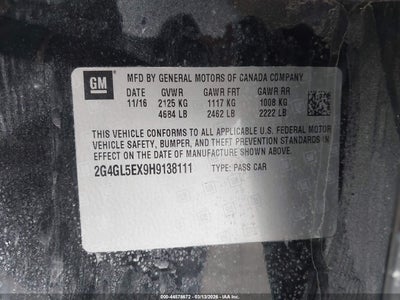 GM
MFD BY GENERAL MOTORS OF CANADA COMPANY
DATE GVWR GAWR FRT GAWR RR
11/16 2125 KG 1117 KG 1008 KG
4684 LB 2462 LB 2222 LB
THIS VEHICLE CONFORMS TO ALL APPLICABLE U.S. FEDERAL MOTOR
VEHICLE SAFETY, BUMPER, AND THEFT PREVENTION STANDARDS
IN EFFECT ON THE DATE OF MANUFACTURE SHOWN ABOVE.
2G4GL5EX9H9138111 TYPE: PASS CAR
000-44678672 - 03/13/2026 - IAA Inc.